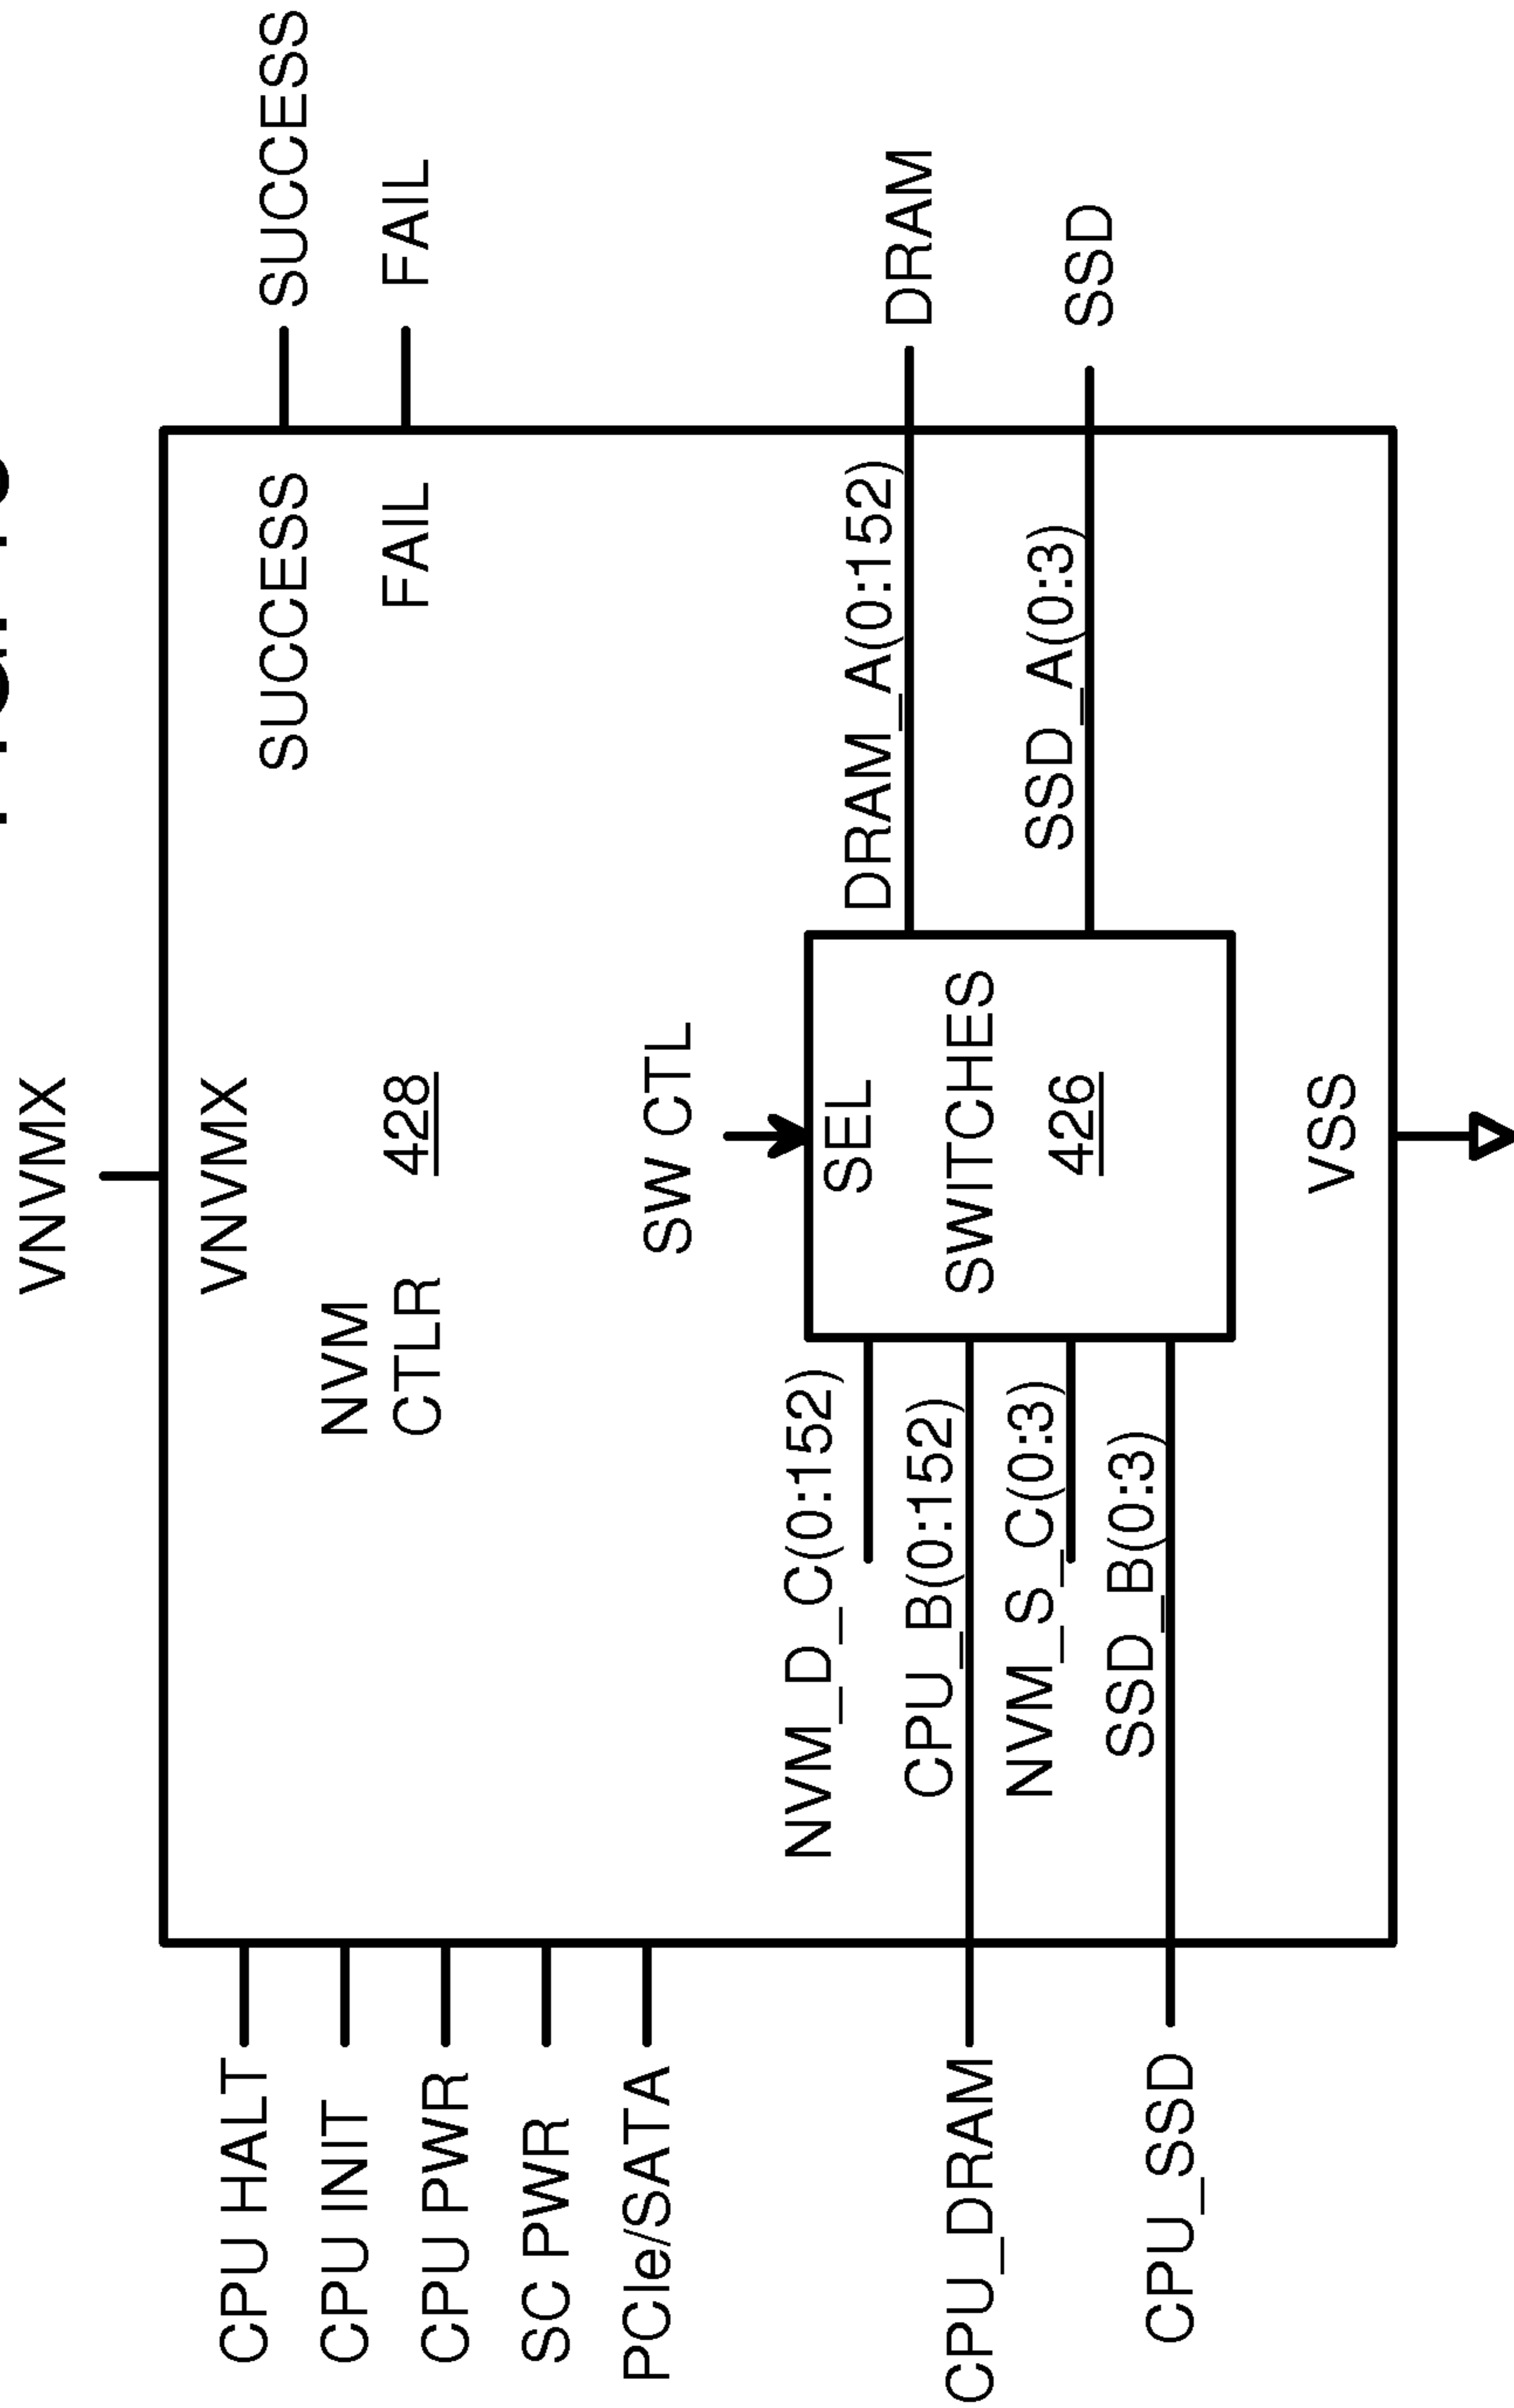 VNVMX
VNVMX
CPU HALT
CPU INIT
CPU PWR
SC PWR
PCIe/SATA
CPU_DRAM
CPU_SSD
NVM
CTLR
428
SUCCESS
SUCCESS
FAIL
FAIL
SW CTL
SEL
SWITCHES
426
NVM_D_C(0:152)
CPU_B(0:152)
NVM_S_C(0:3)
SSD_B(0:3)
DRAM_A(0:152)
DRAM
SSD_A(0:3)
SSD
VSS